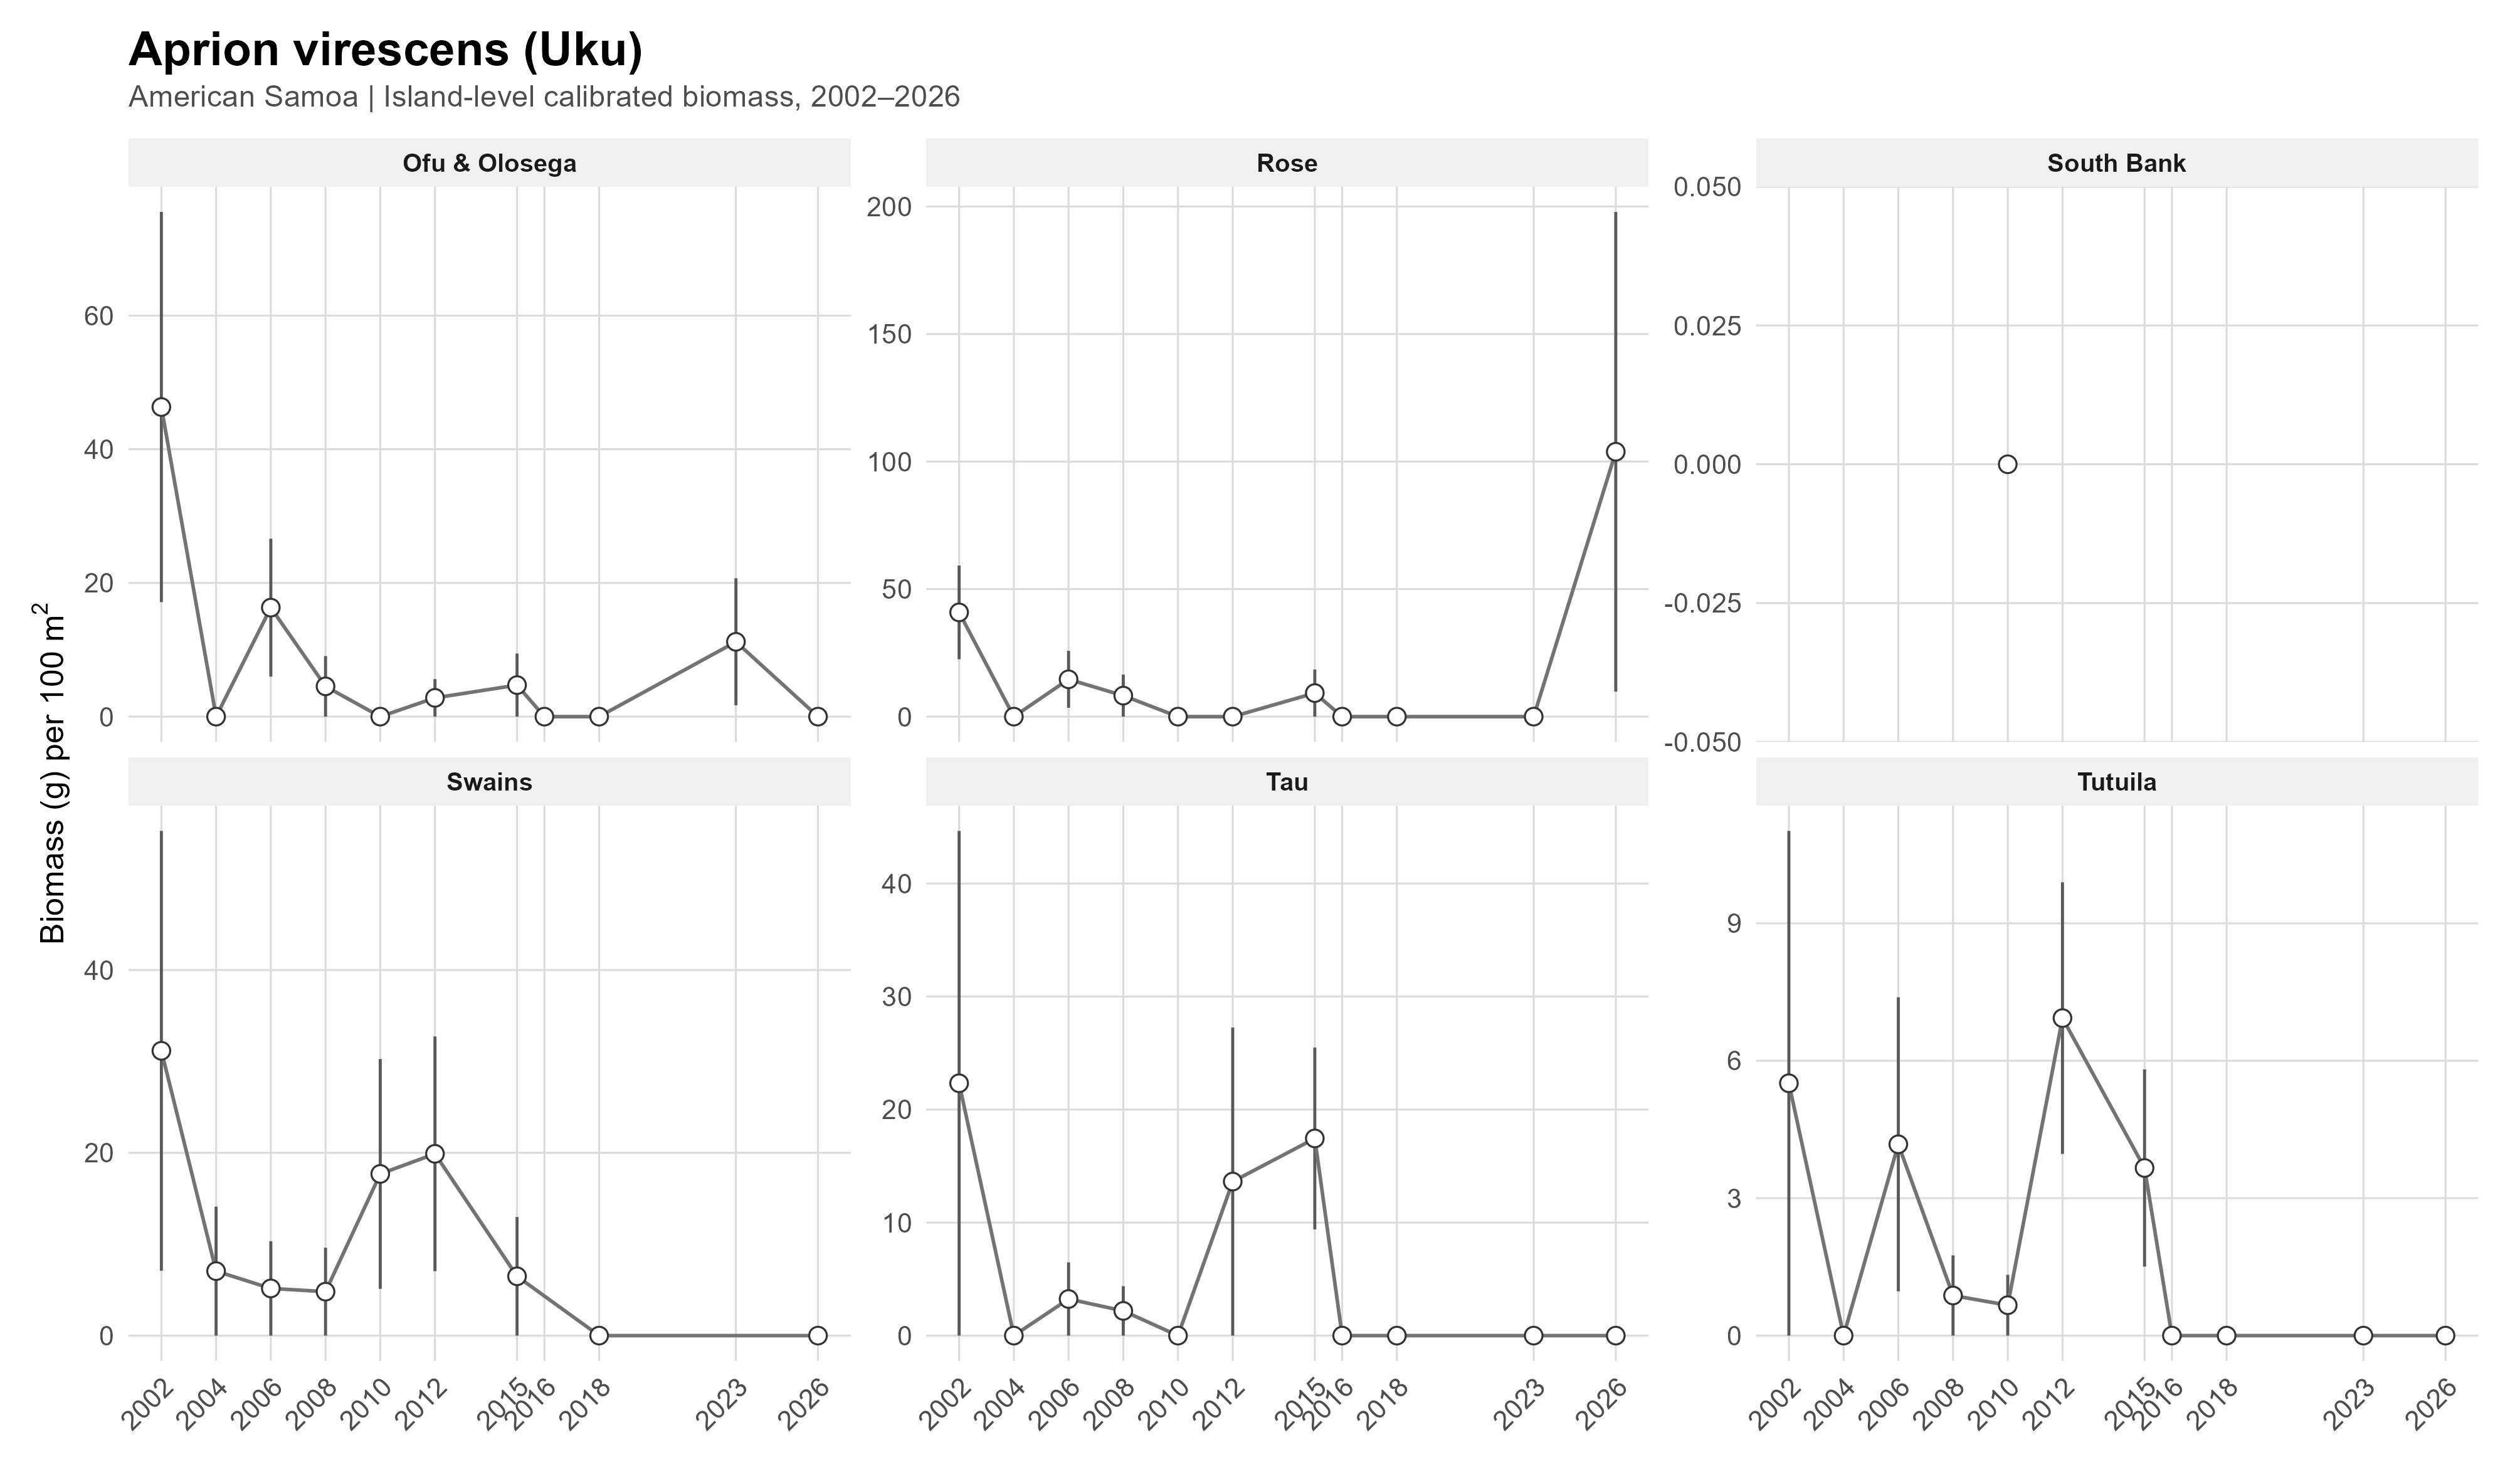 Aprion virescens (Uku)
American Samoa | Island-level calibrated biomass, 2002–2026
Biomass (g) per 100 m²
Ofu & Olosega
60
40
20
0
Rose
200
150
100
50
0
South Bank
0.050
0.025
0.000
-0.025
-0.050
Swains
40
20
0
2002 2004 2006 2008 2010 2012 2015 2016 2018 2023 2026
Tau
40
30
20
10
0
2002 2004 2006 2008 2010 2012 2015 2016 2018 2023 2026
Tutuila
9
6
3
0
2002 2004 2006 2008 2010 2012 2015 2016 2018 2023 2026